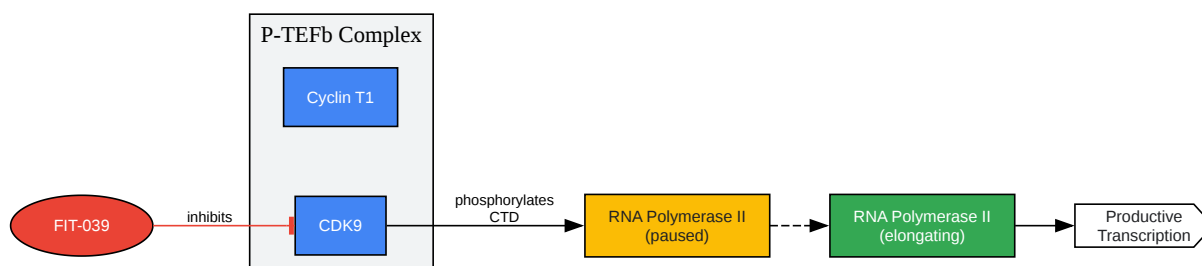 P-TEFb Complex
Cyclin T1
FIT-039
inhibits
CDK9
phosphorylates
CTD
RNA Polymerase II
(paused)
RNA Polymerase II
(elongating)
Productive
Transcription